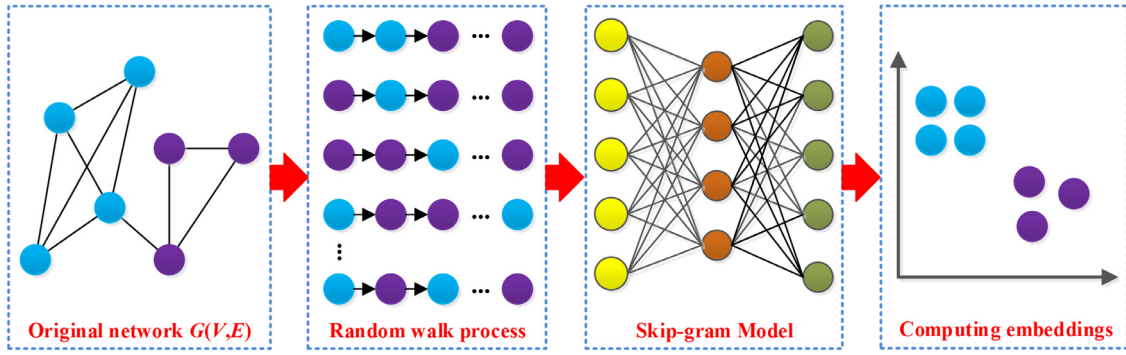 Original network G(V,E)
Random walk process
Skip-gram Model
Computing embeddings